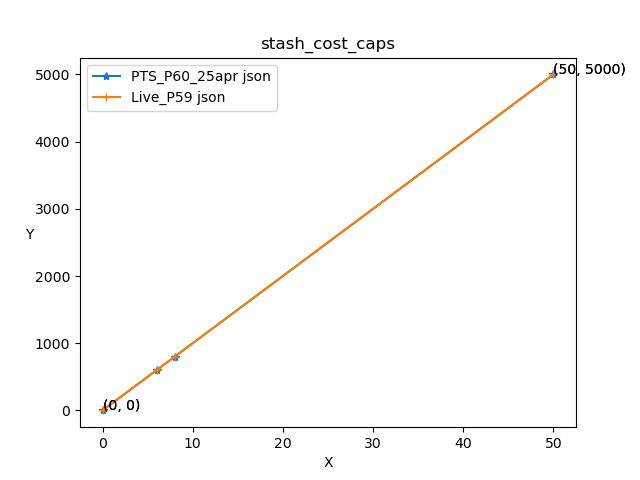 stash_cost_caps
PTS_P60_25apr json
Live_P59 json
(50, 5000)
5000
4000
3000
Y
2000
1000
0
(0, 0)
0 10 20 30 40 50
X